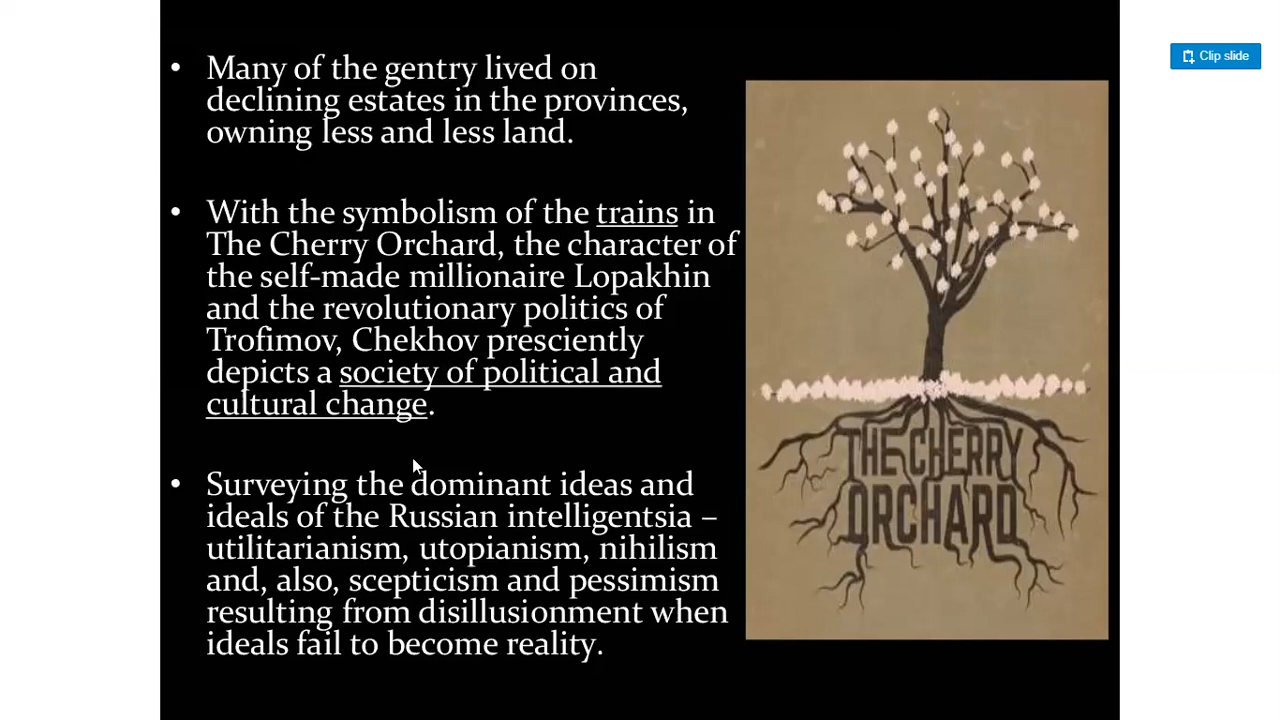 • Many of the gentry lived on
declining estates in the provinces,
owning less and less land.
• With the symbolism of the trains in
The Cherry Orchard, the character of
the self-made millionaire Lopakhin
and the revolutionary politics of
Trofimov, Chekhov presciently
depicts a society of political and
cultural change.
• Surveying the dominant ideas and
ideals of the Russian intelligentsia –
utilitarianism, utopianism, nihilism
and, also, scepticism and pessimism
resulting from disillusionment when
ideals fail to become reality.
THE CHERRY
ORCHARD
Clip slide